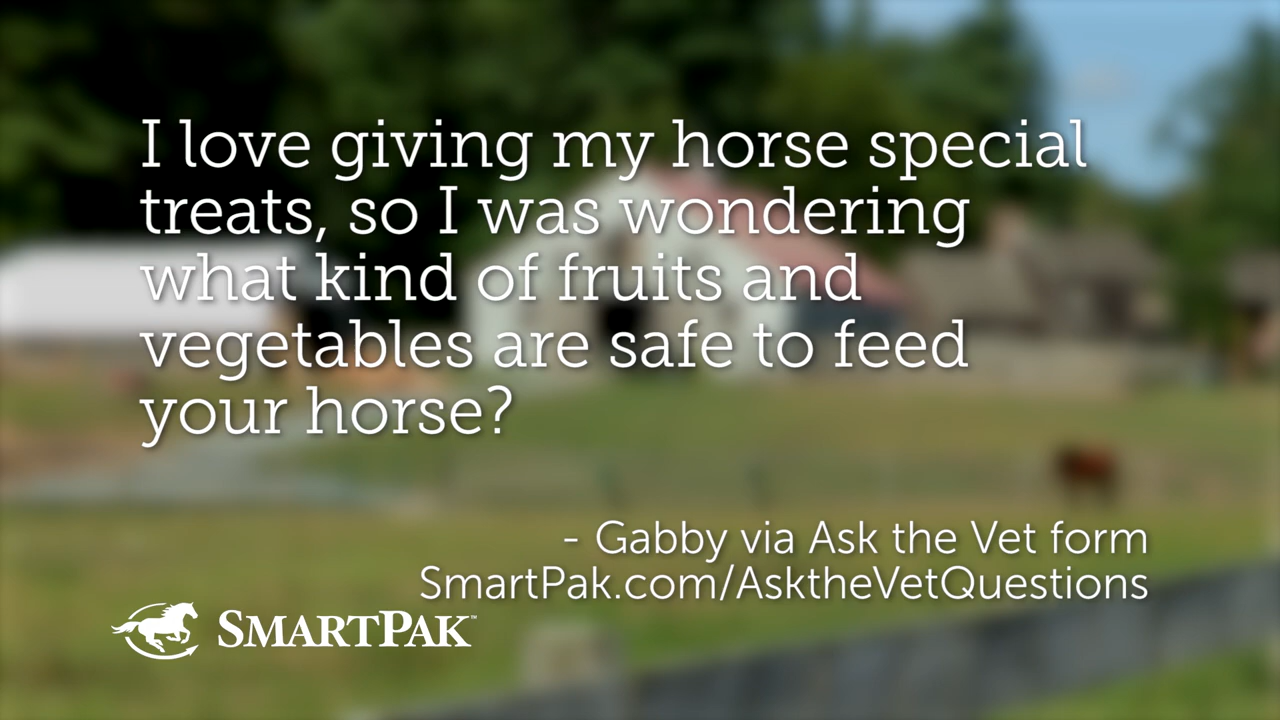 I love giving my horse special
treats, so I was wondering
what kind of fruits and
vegetables are safe to feed
your horse?
- Gabby via Ask the Vet form
SmartPak.com/AsktheVetQuestions
SMARTPAK™